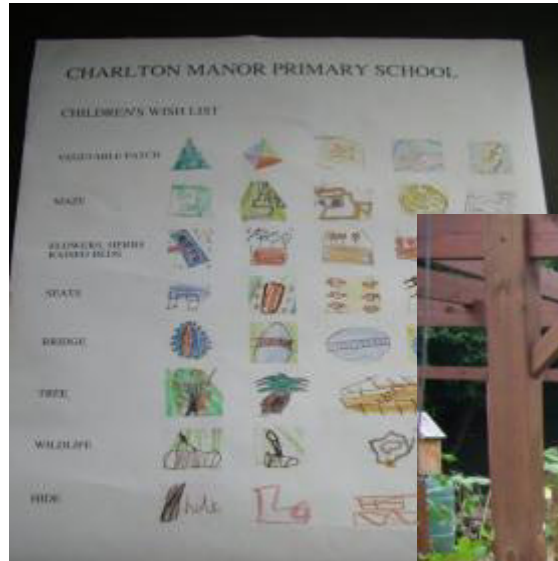 CHARLTON MANOR PRIMARY SCHOOL
CHILDREN'S WISH LIST
VEGETABLE PATCH
MAZE
FLOWERS, HERBS
RAISED BEDS
SEATS
BRIDGE
TREE
WILDLIFE
HIDE
hide